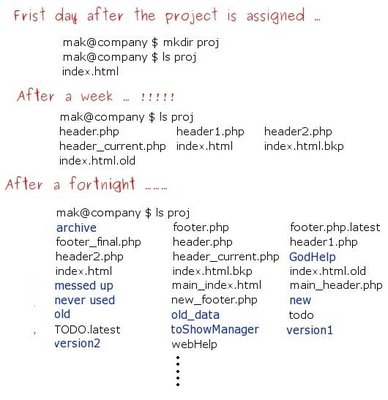 Frist day after the project is assigned ...
mak@company $ mkdir proj
mak@company $ ls proj
index.html
After a week ... !!!!!
mak@company $ ls proj
header.php header1.php header2.php
header_current.php index.html index.html.bkp
index.html.old
After a fortnight .........
mak@company $ ls proj
archive footer.php footer.php.latest
footer_final.php header.php header1.php
header2.php header_current.php GodHelp
index.html index.html.bkp index.html.old
messed up main_index.html main_header.php
never used new_footer.php new
old old_data todo
TODO.latest toShowManager version1
version2 webHelp